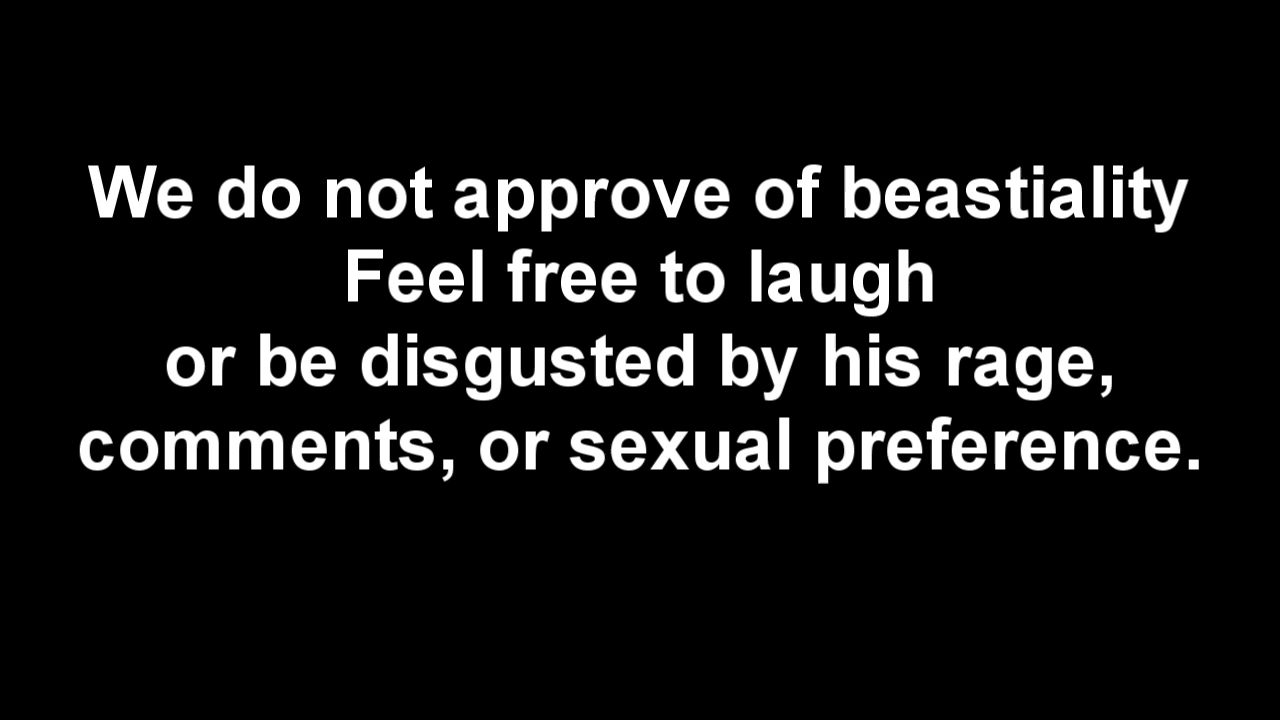 We do not approve of beastiality
Feel free to laugh
or be disgusted by his rage,
comments, or sexual preference.